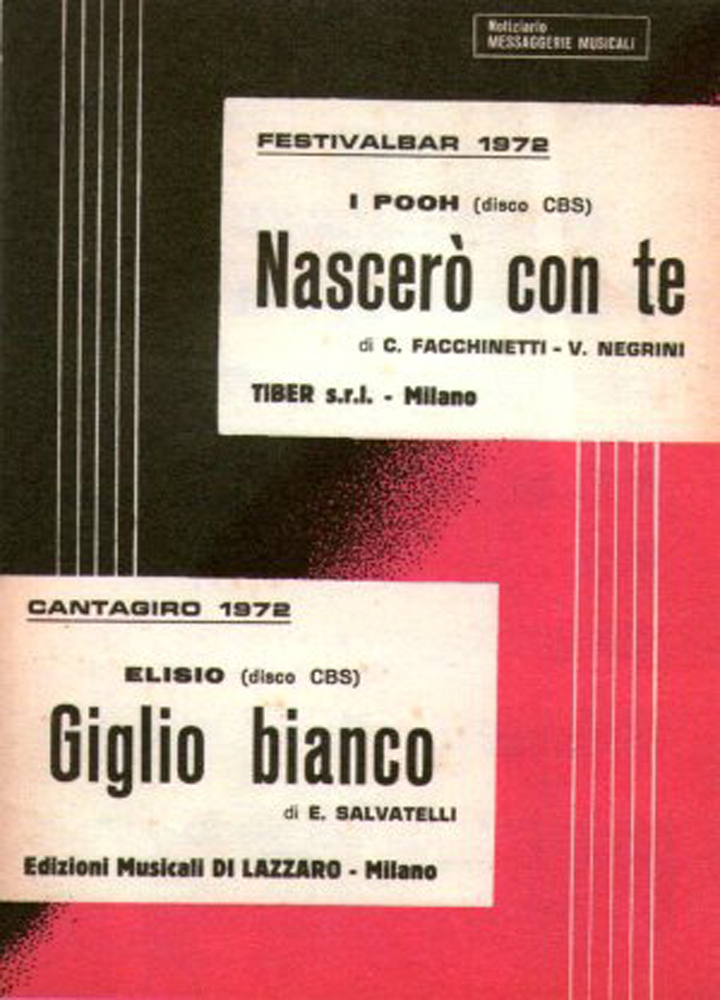 Notiziario
MESSAGGERIE MUSICALI
FESTIVALBAR 1972
I POOH (disco CBS)
Nascerò con te
di C. FACCHINETTI - V. NEGRINI
TIBER s.r.l. - Milano
CANTAGIRO 1972
ELISIO (disco CBS)
Giglio bianco
di E. SALVATELLI
Edizioni Musicali DI LAZZARO - Milano